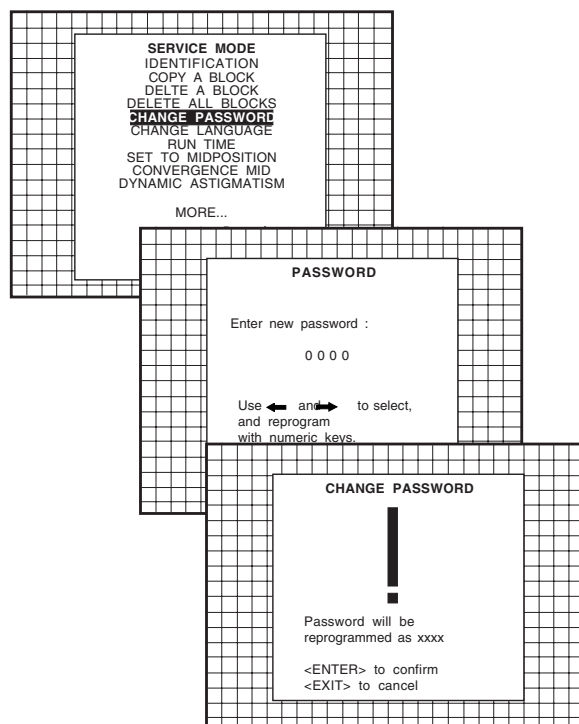 SERVICE MODE
IDENTIFICATION
COPY A BLOCK
DELTE A BLOCK
DELETE ALL BLOCKS
CHANGE PASSWORD
CHANGE LANGUAGE
RUN TIME
SET TO MIDPOSITION
CONVERGENCE MID
DYNAMIC ASTIGMATISM
MORE...
PASSWORD
Enter new password :
0 0 0 0
Use ← and → to select,
and reprogram
with numeric keys.
CHANGE PASSWORD
!
Password will be
reprogrammed as xxxx
<ENTER> to confirm
<EXIT> to cancel